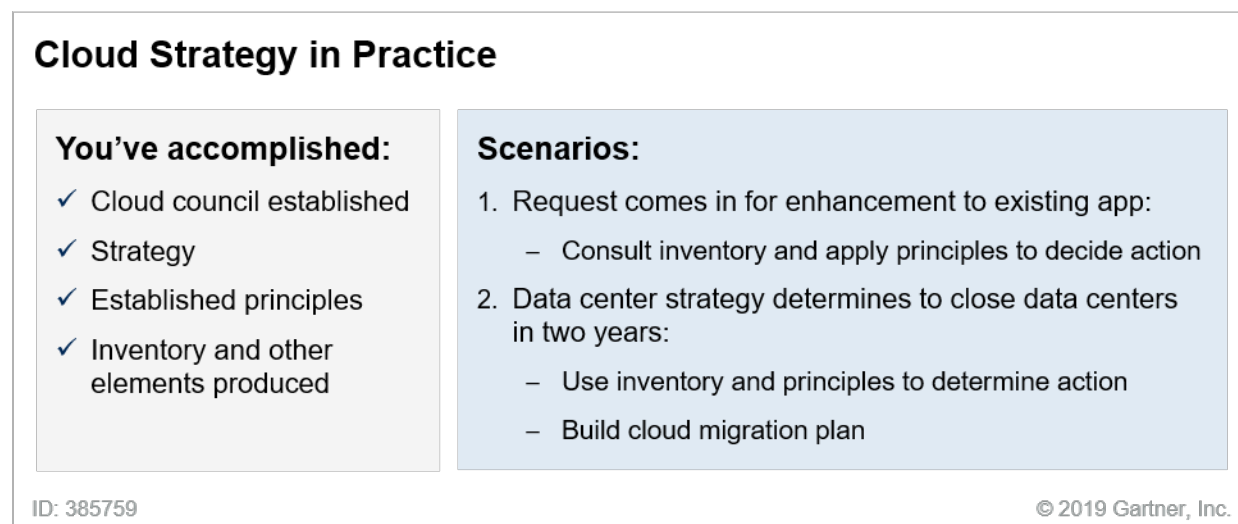 Cloud Strategy in Practice
You’ve accomplished:
✓ Cloud council established
✓ Strategy
✓ Established principles
✓ Inventory and other
elements produced
Scenarios:
1. Request comes in for enhancement to existing app:
– Consult inventory and apply principles to decide action
2. Data center strategy determines to close data centers
in two years:
– Use inventory and principles to determine action
– Build cloud migration plan
ID: 385759
© 2019 Gartner, Inc.